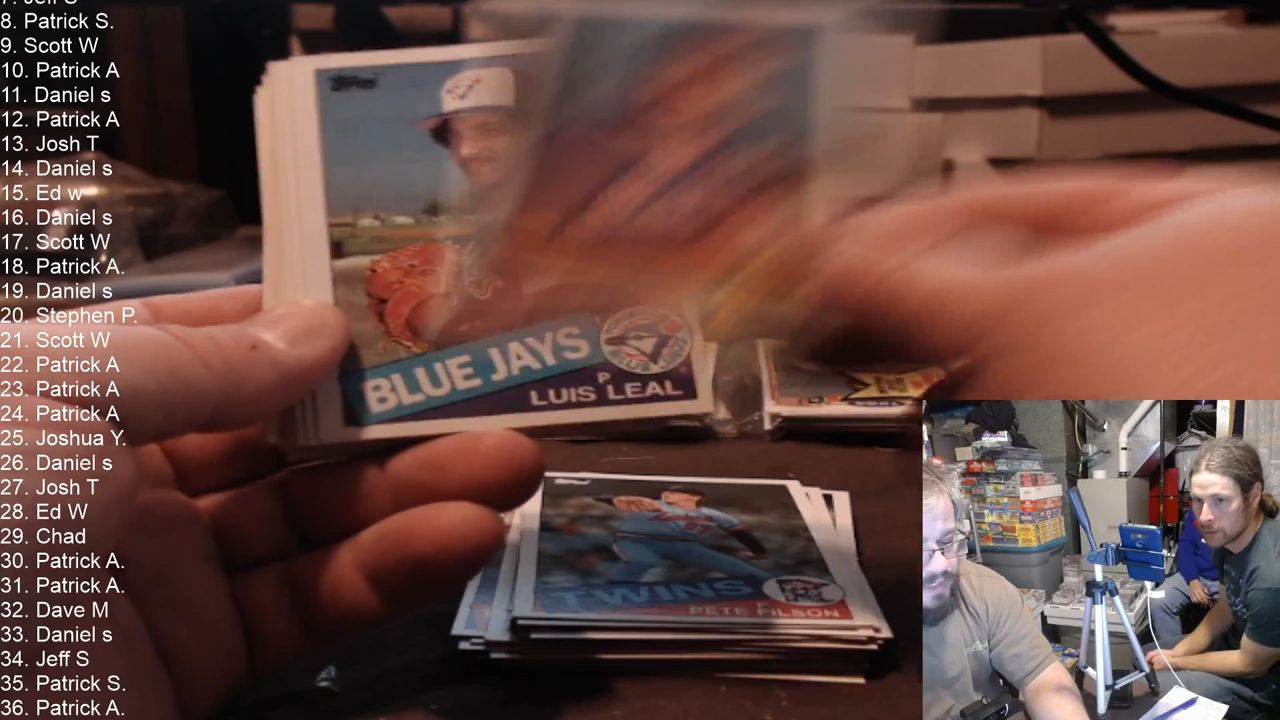 7. Jeff S
8. Patrick S.
9. Scott W
10. Patrick A
11. Daniel s
12. Patrick A
13. Josh T
14. Daniel s
15. Ed w
16. Daniel s
17. Scott W
18. Patrick A.
19. Daniel s
20. Stephen P.
21. Scott W
22. Patrick A
23. Patrick A
24. Patrick A
25. Joshua Y.
26. Daniel s
27. Josh T
28. Ed W
29. Chad
30. Patrick A.
31. Patrick A.
32. Dave M
33. Daniel s
34. Jeff S
35. Patrick S.
36. Patrick A.
Topps
BLUE JAYS
P
LUIS LEAL
TWINS
P
PETE FILSON